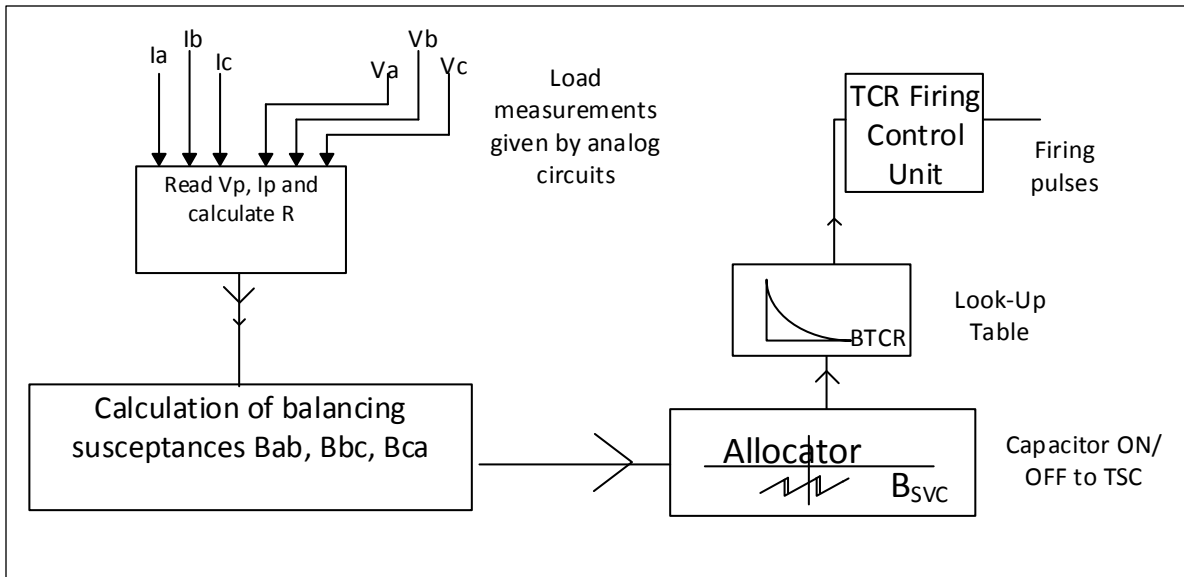 Ia
Ib
Ic
Va
Vb
Vc
Load
measurements
given by analog
circuits
Read Vp, Ip and
calculate R
Calculation of balancing
susceptances Bab, Bbc, Bca
Allocator
BSVC
Capacitor ON/
OFF to TSC
BTCR
Look-Up
Table
TCR Firing
Control
Unit
Firing
pulses